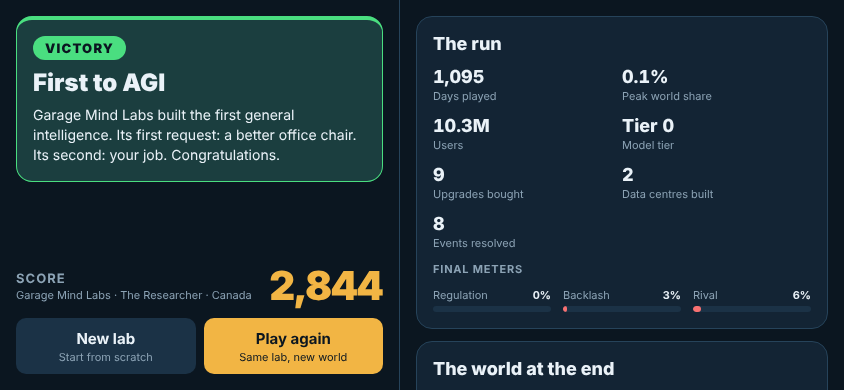 VICTORY
First to AGI
Garage Mind Labs built the first general
intelligence. Its first request: a better office chair.
Its second: your job. Congratulations.
SCORE
Garage Mind Labs · The Researcher · Canada
2,844
New lab
Start from scratch
Play again
Same lab, new world
The run
1,095
Days played
0.1%
Peak world share
10.3M
Users
Tier 0
Model tier
9
Upgrades bought
2
Data centres built
8
Events resolved
FINAL METERS
Regulation 0%
Backlash 3%
Rival 6%
The world at the end